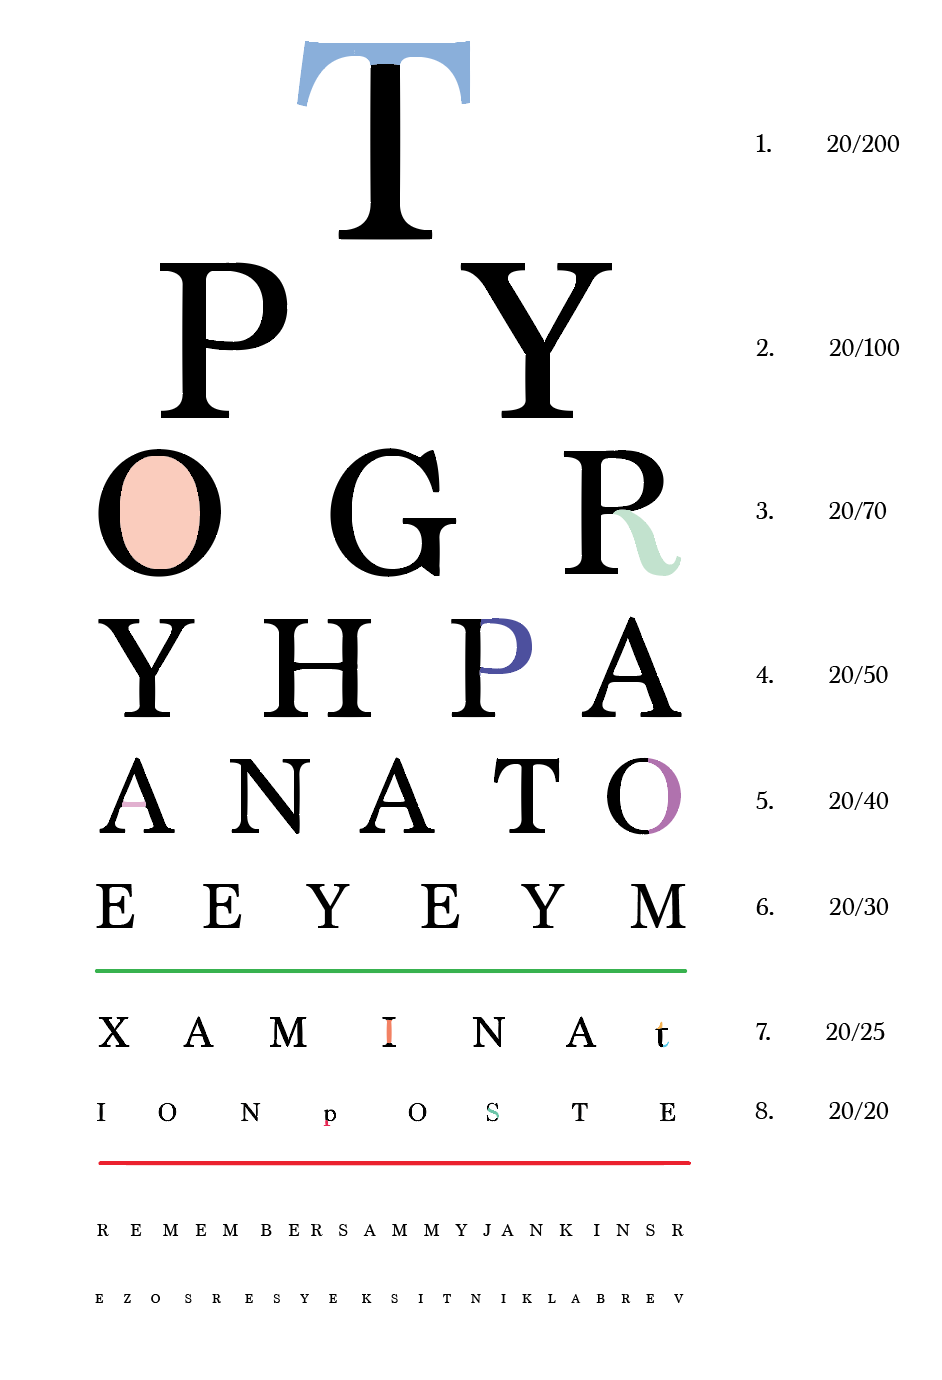 T 1. 20/200
P Y 2. 20/100
O G R 3. 20/70
Y H P A 4. 20/50
A N A T O 5. 20/40
E E Y E Y M 6. 20/30
X A M I N A t 7. 20/25
I O N p O S T E 8. 20/20
R E M E M B E R S A M M Y J A N K I N S R
E Z O S R E S Y E K S I T N I K L A B R E V